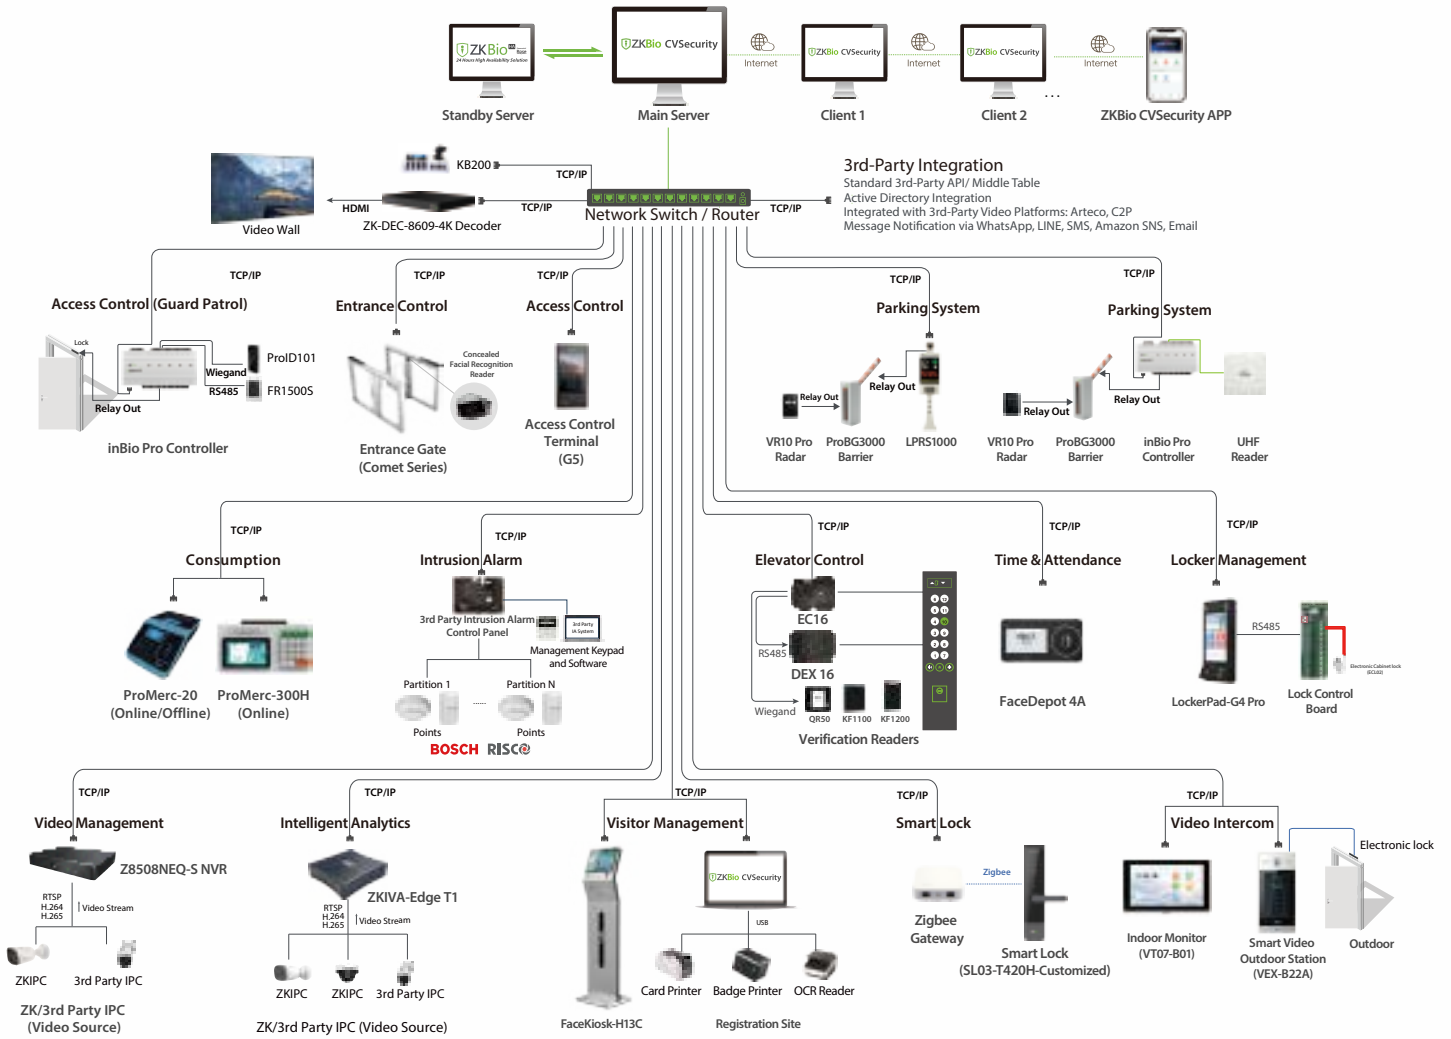 ZKBio
24 Hours High Availability Solution
ZKBio CVSecurity
ZKBio CVSecurity
ZKBio CVSecurity
Internet
Internet
Internet
...
Standby Server
Main Server
Client 1
Client 2
ZKBio CVSecurity APP
KB200
TCP/IP
HDMI
TCP/IP
TCP/IP
Video Wall
ZK-DEC-8609-4K Decoder
Network Switch / Router
3rd-Party Integration
Standard 3rd-Party API/ Middle Table
Active Directory Integration
Integrated with 3rd-Party Video Platforms: Arteco, C2P
Message Notification via WhatsApp, LINE, SMS, Amazon SNS, Email
TCP/IP
Access Control (Guard Patrol)
Lock
ProID101
Wiegand
RS485
FR1500S
Relay Out
inBio Pro Controller
TCP/IP
Entrance Control
Concealed
Facial Recognition
Reader
Entrance Gate
(Comet Series)
TCP/IP
Access Control
Access Control
Terminal
(G5)
TCP/IP
Parking System
Relay Out
Relay Out
VR10 Pro
Radar
ProBG3000
Barrier
LPRS1000
TCP/IP
Parking System
Relay Out
Relay Out
VR10 Pro
Radar
ProBG3000
Barrier
inBio Pro
Controller
UHF
Reader
TCP/IP
Consumption
ProMerc-20
(Online/Offline)
ProMerc-300H
(Online)
TCP/IP
Intrusion Alarm
3rd Party Intrusion Alarm
Control Panel
3rd Party
IA System
Management Keypad
and Software
Partition 1
Partition N
......
Points
Points
BOSCH RISCO
TCP/IP
Elevator Control
EC16
RS485
DEX 16
Wiegand
QR50
KF1100
KF1200
Verification Readers
TCP/IP
Time & Attendance
FaceDepot 4A
TCP/IP
Locker Management
RS485
Electronic Cabinet lock
(ECL02)
LockerPad-G4 Pro
Lock Control
Board
TCP/IP
Video Management
Z8508NEQ-S NVR
RTSP
H.264
H.265
Video Stream
ZKIPC
3rd Party IPC
ZK/3rd Party IPC
(Video Source)
TCP/IP
Intelligent Analytics
ZKIVA-Edge T1
RTSP
H.264
H.265
Video Stream
ZKIPC
ZKIPC
3rd Party IPC
ZK/3rd Party IPC (Video Source)
TCP/IP
Visitor Management
ZKBio CVSecurity
USB
Card Printer
Badge Printer
OCR Reader
FaceKiosk-H13C
Registration Site
TCP/IP
Smart Lock
Zigbee
Zigbee
Gateway
Smart Lock
(SL03-T420H-Customized)
TCP/IP
Video Intercom
Electronic lock
Indoor Monitor
(VT07-B01)
Smart Video
Outdoor Station
(VEX-B22A)
Outdoor